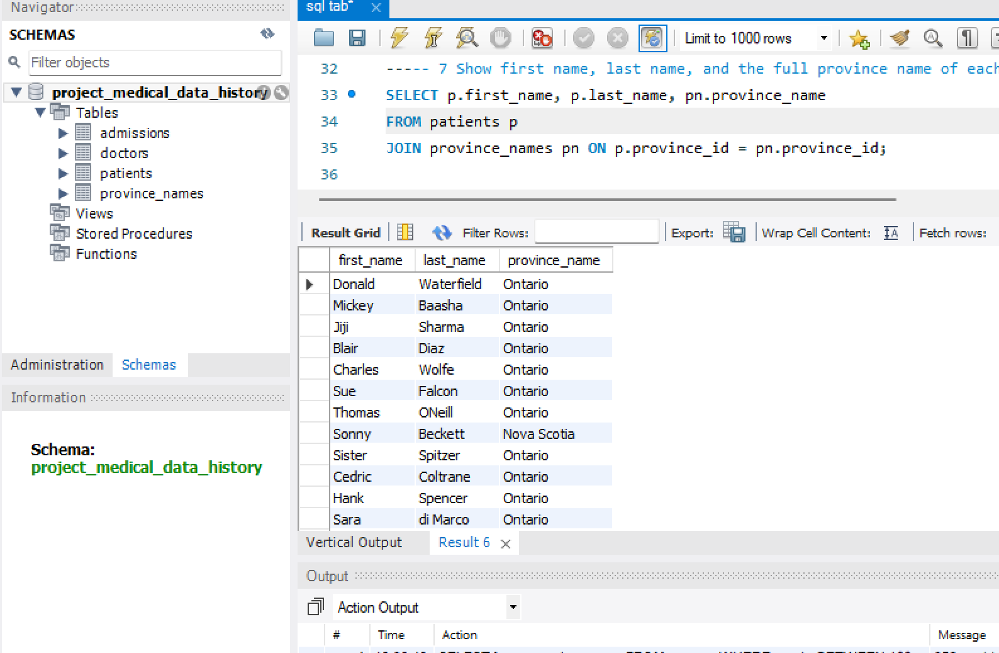 Navigator
SCHEMAS
Filter objects
project_medical_data_history
Tables
admissions
doctors
patients
province_names
Views
Stored Procedures
Functions
Administration Schemas
Information
Schema:
project_medical_data_history
sql tab* ×
Limit to 1000 rows
32 ----- 7 Show first name, last name, and the full province name of each
33 SELECT p.first_name, p.last_name, pn.province_name
34 FROM patients p
35 JOIN province_names pn ON p.province_id = pn.province_id;
36
Result Grid Filter Rows: Export: Wrap Cell Content: Fetch rows:
first_name last_name province_name
Donald Waterfield Ontario
Mickey Baasha Ontario
Jiji Sharma Ontario
Blair Diaz Ontario
Charles Wolfe Ontario
Sue Falcon Ontario
Thomas ONeill Ontario
Sonny Beckett Nova Scotia
Sister Spitzer Ontario
Cedric Coltrane Ontario
Hank Spencer Ontario
Sara di Marco Ontario
Vertical Output Result 6 ×
Output
Action Output
# Time Action Message